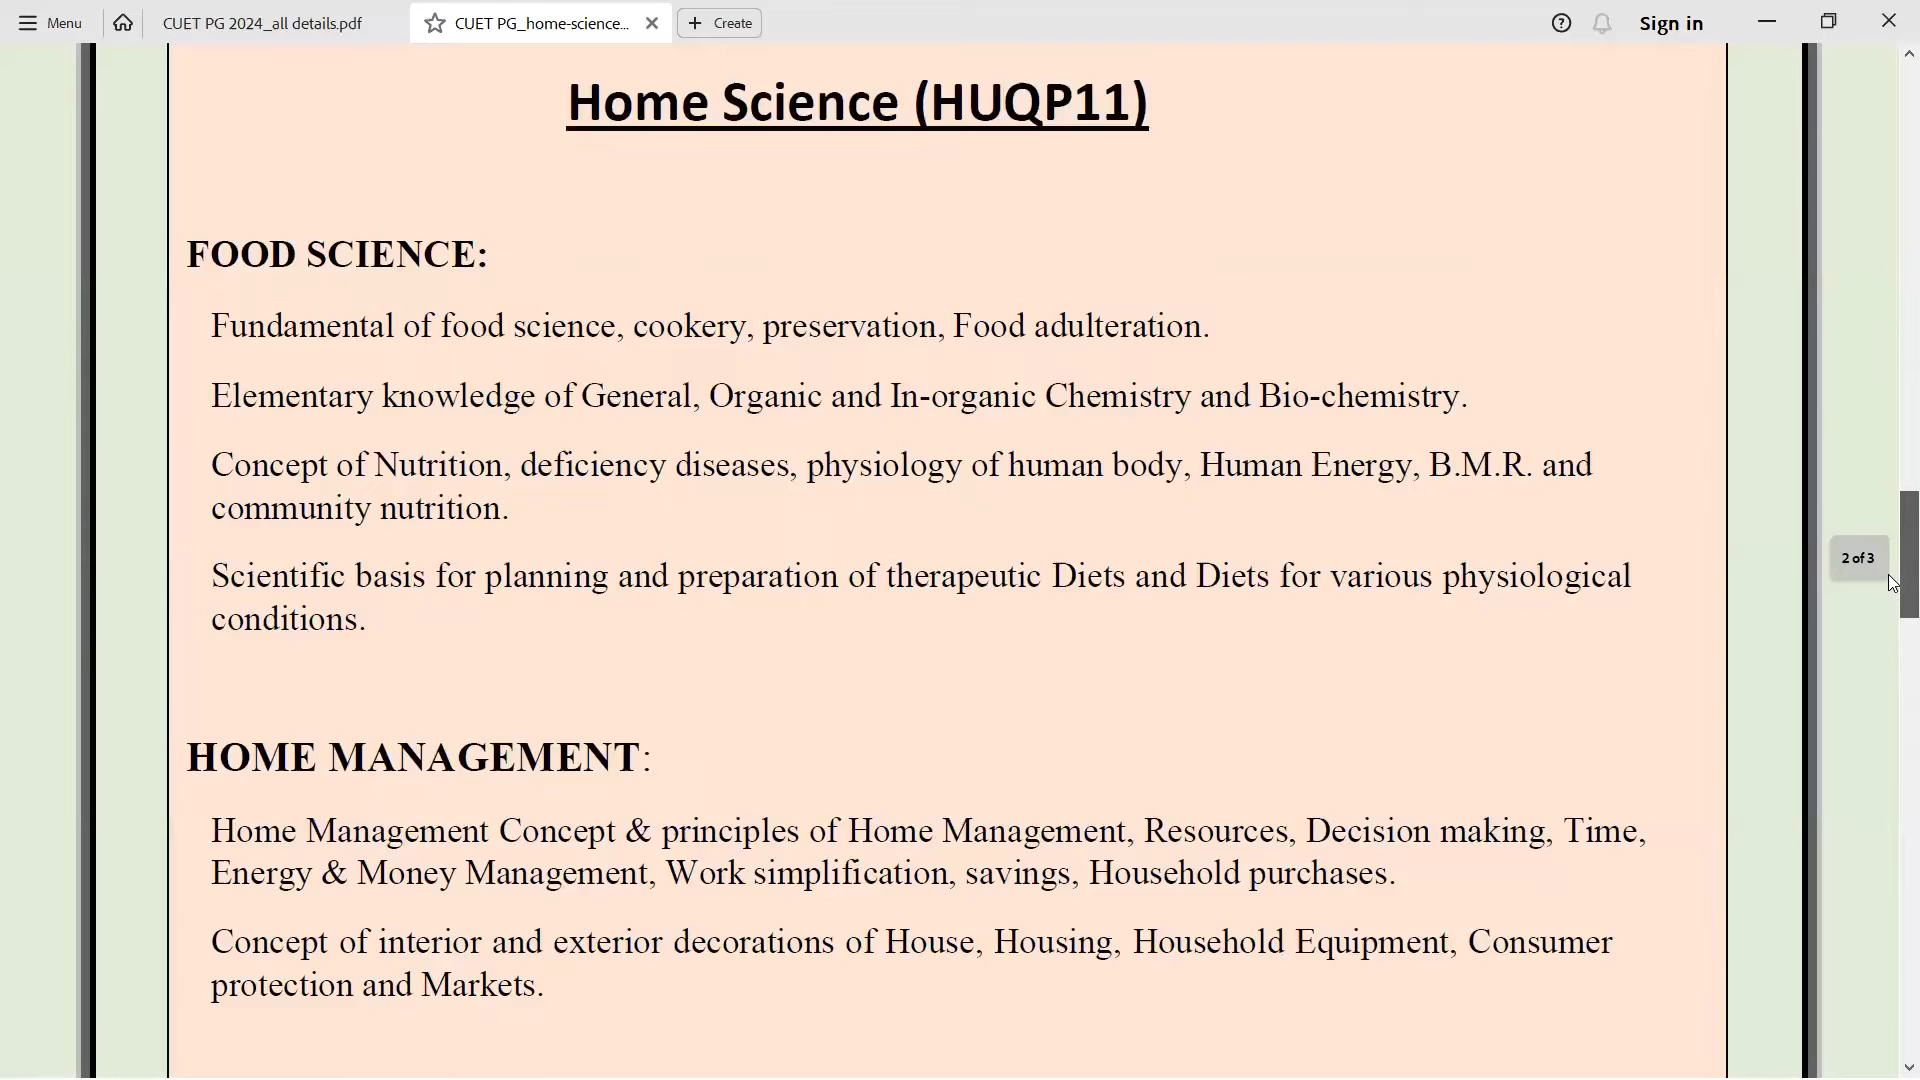 Menu
CUET PG 2024_all details.pdf
CUET PG_home-science...
Create
Sign in
Home Science (HUQP11)
FOOD SCIENCE:
Fundamental of food science, cookery, preservation, Food adulteration.
Elementary knowledge of General, Organic and In-organic Chemistry and Bio-chemistry.
Concept of Nutrition, deficiency diseases, physiology of human body, Human Energy, B.M.R. and
community nutrition.
Scientific basis for planning and preparation of therapeutic Diets and Diets for various physiological
conditions.
2 of 3
HOME MANAGEMENT:
Home Management Concept & principles of Home Management, Resources, Decision making, Time,
Energy & Money Management, Work simplification, savings, Household purchases.
Concept of interior and exterior decorations of House, Housing, Household Equipment, Consumer
protection and Markets.